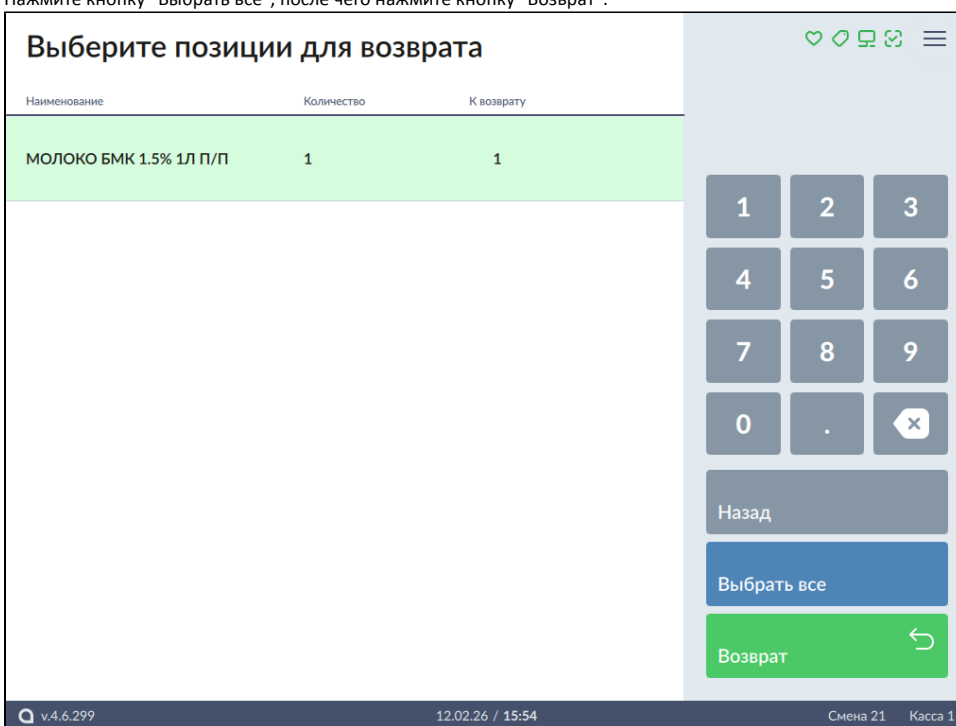 Нажмите кнопку "Выбрать все", после чего нажмите кнопку "Возврат".
Выберите позиции для возврата
Наименование Количество К возврату
МОЛОКО БМК 1.5% 1Л П/П 1 1
1 2 3
4 5 6
7 8 9
0 .
Назад
Выбрать все
Возврат
v.4.6.299 12.02.26 / 15:54 Смена 21 Касса 1